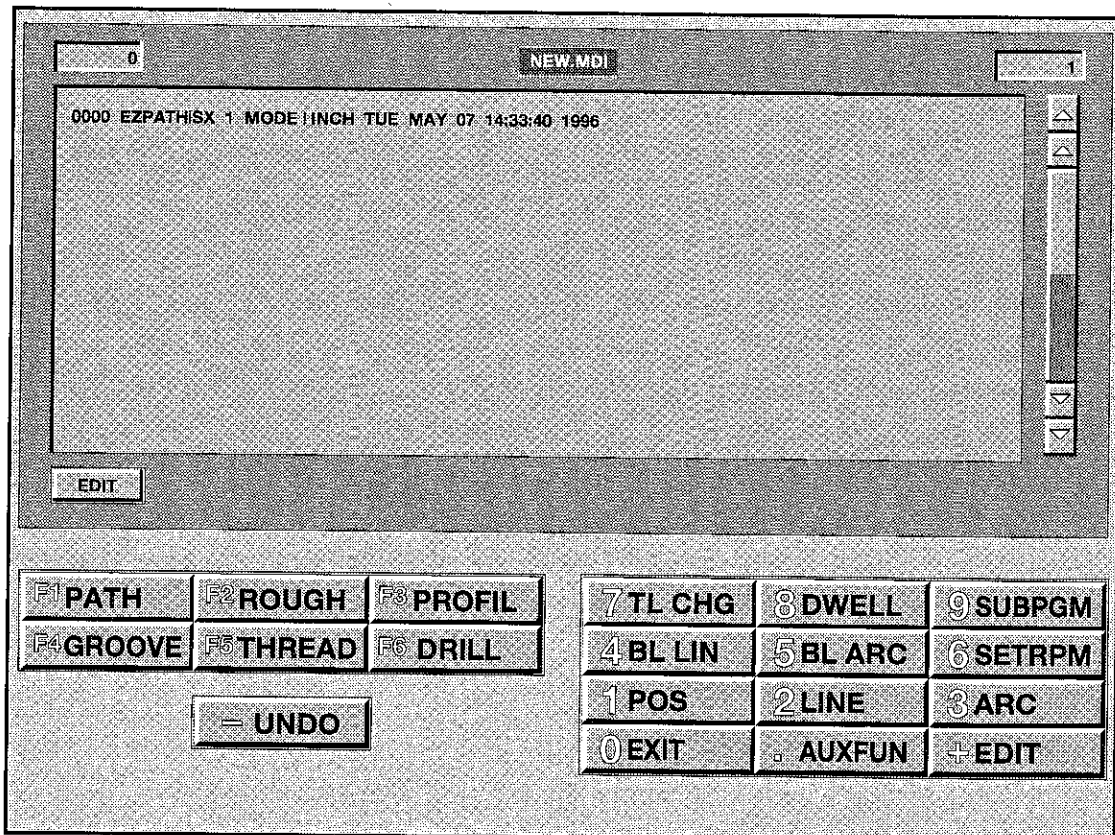 0 NEW.MDI 1
0000 EZPATH|SX 1 MODE|INCH TUE MAY 07 14:33:40 1996
EDIT
F1 PATH F2 ROUGH F3 PROFIL
F4 GROOVE F5 THREAD F6 DRILL
- UNDO
7 TL CHG 8 DWELL 9 SUBPGM
4 BL LIN 5 BL ARC 6 SETRPM
1 POS 2 LINE 3 ARC
0 EXIT . AUXFUN + EDIT